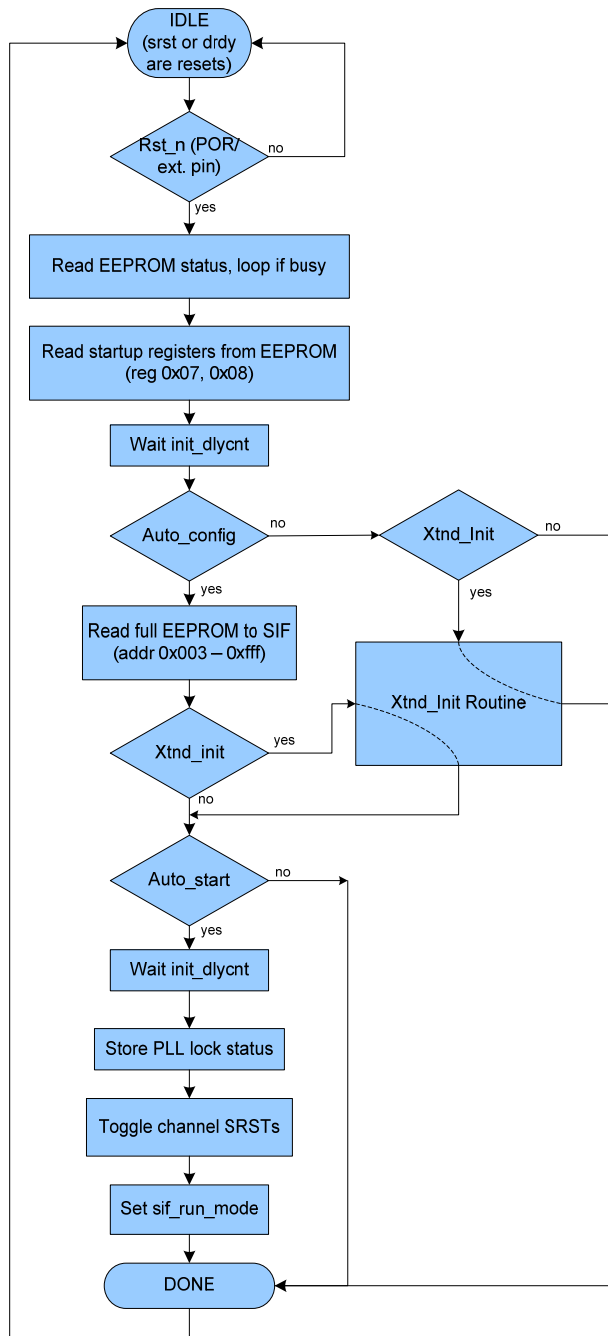 IDLE
(srst or drdy
are resets)
Rst_n (POR/
ext. pin)
no
yes
Read EEPROM status, loop if busy
Read startup registers from EEPROM
(reg 0x07, 0x08)
Wait init_dlycnt
Auto_config
no
Xtnd_Init
no
yes
yes
Read full EEPROM to SIF
(addr 0x003 – 0xfff)
Xtnd_Init Routine
Xtnd_init
yes
no
Auto_start
no
yes
Wait init_dlycnt
Store PLL lock status
Toggle channel SRSTs
Set sif_run_mode
DONE